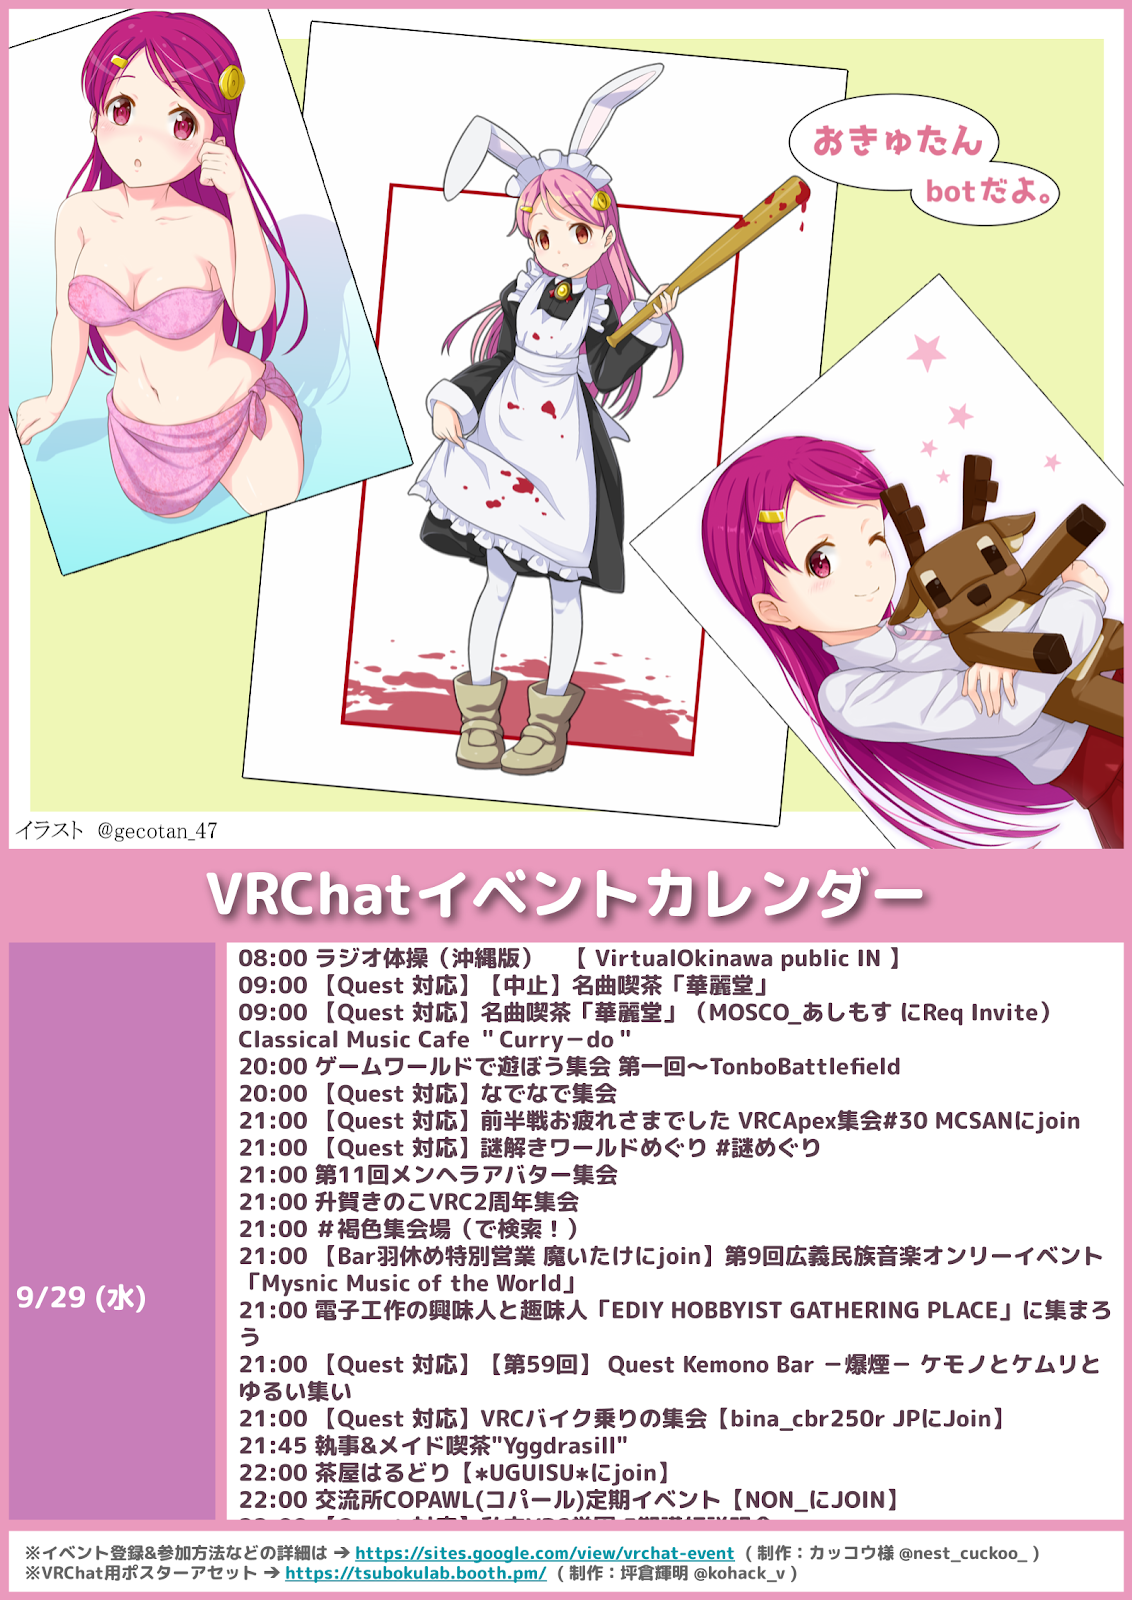 おきゅたん
botだよ。
イラスト @gecotan_47
VRChatイベントカレンダー
9/29 (水)
08:00 ラジオ体操（沖縄版） 【 VirtualOkinawa public IN 】
09:00 【Quest 対応】【中止】名曲喫茶「華麗堂」
09:00 【Quest 対応】名曲喫茶「華麗堂」（MOSCO_あしもす にReq Invite）
Classical Music Cafe ＂Curry－do＂
20:00 ゲームワールドで遊ぼう集会 第一回～TonboBattlefield
20:00 【Quest 対応】なでなで集会
21:00 【Quest 対応】前半戦お疲れさまでした VRCApex集会#30 MCSANにjoin
21:00 【Quest 対応】謎解きワールドめぐり #謎めぐり
21:00 第11回メンヘラアバター集会
21:00 升賀きのこVRC2周年集会
21:00 ＃褐色集会場（で検索！）
21:00 【Bar羽休め特別営業 魔いたけにjoin】第9回広義民族音楽オンリーイベント
「Mysnic Music of the World」
21:00 電子工作の興味人と趣味人「EDIY HOBBYIST GATHERING PLACE」に集まろ
う
21:00 【Quest 対応】【第59回】 Quest Kemono Bar －爆煙－ ケモノとケムリと
ゆるい集い
21:00 【Quest 対応】VRCバイク乗りの集会【bina_cbr250r JPにJoin】
21:45 執事&メイド喫茶"Yggdrasill"
22:00 茶屋はるどり【*UGUISU*にjoin】
22:00 交流所COPAWL(コパール)定期イベント【NON_にJOIN】
※イベント登録&参加方法などの詳細は → https://sites.google.com/view/vrchat-event ( 制作：カッコウ様 @nest_cuckoo_ )
※VRChat用ポスターアセット → https://tsubokulab.booth.pm/ ( 制作：坪倉輝明 @kohack_v )